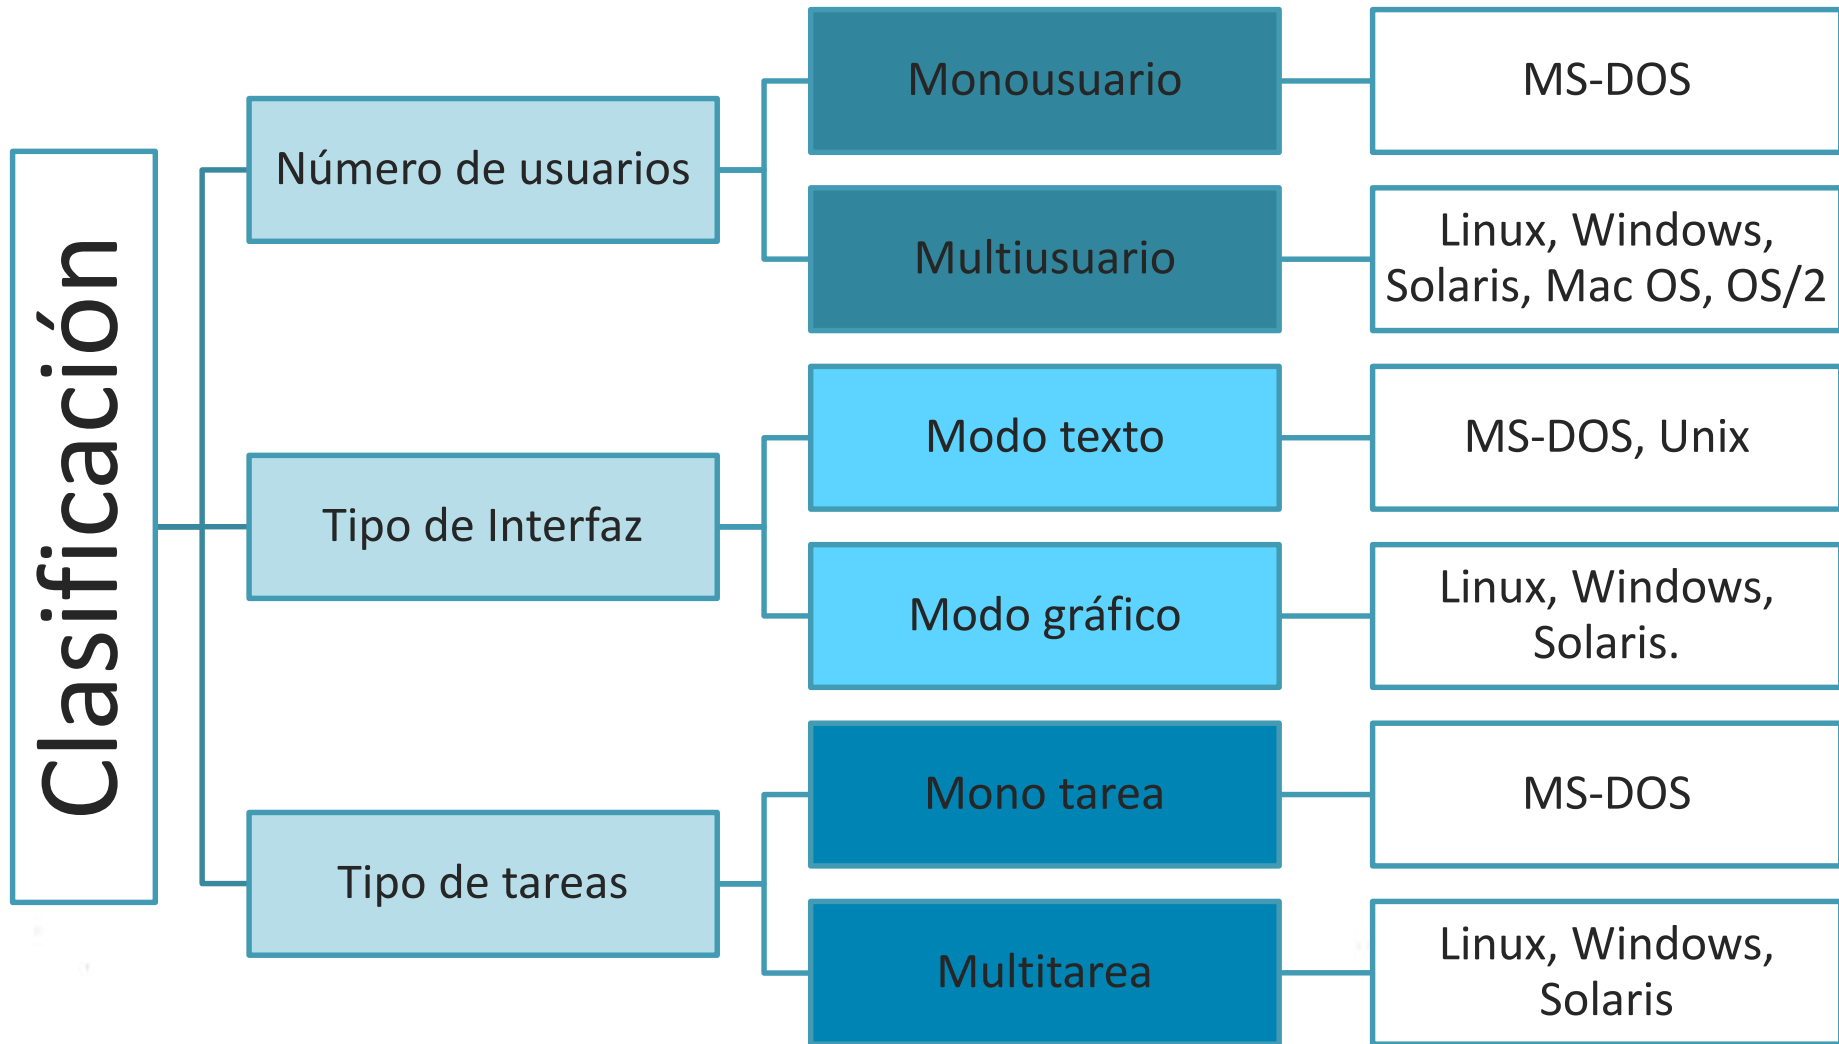 Clasificación
Número de usuarios
Monousuario
MS-DOS
Multiusuario
Linux, Windows,
Solaris, Mac OS, OS/2
Tipo de Interfaz
Modo texto
MS-DOS, Unix
Modo gráfico
Linux, Windows,
Solaris.
Tipo de tareas
Mono tarea
MS-DOS
Multitarea
Linux, Windows,
Solaris